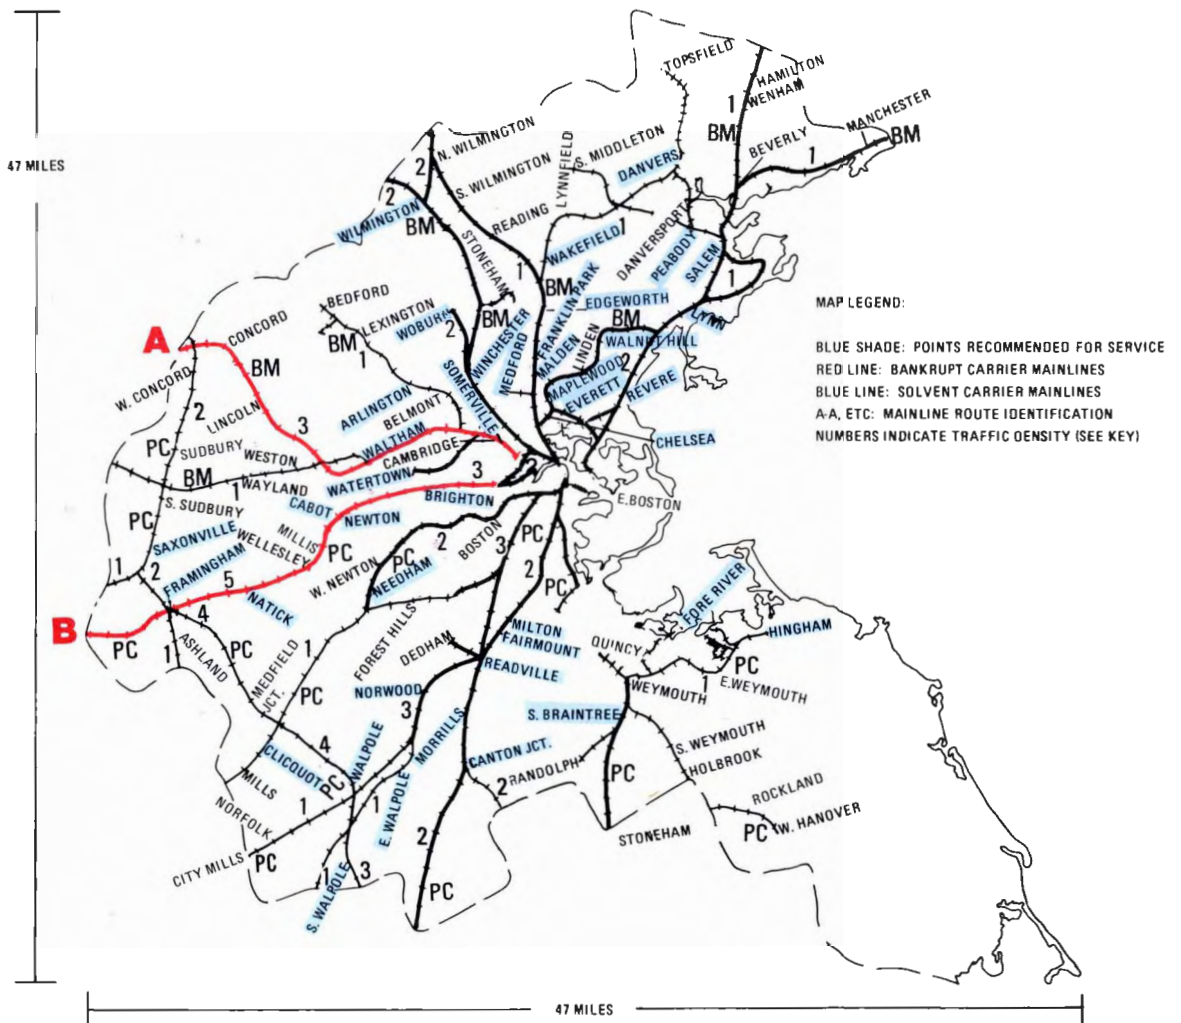 TOPSFIELD
HAMILTON
WENHAM
1
BM
MANCHESTER
BM
BEVERLY
1
N. WILMINGTON
2
S. WILMINGTON
LYNNFIELD
S. MIDDLETON
DANVERS
47 MILES
2
WILMINGTON
BM
READING
STONEHAM
WAKEFIELD
1
DANVERSPORT
PEABODY
SALEM
1
1
BM
FRANKLIN PARK
EDGEWORTH
BM
LYNN
BEDFORD
LEXINGTON
WOBURN
2
BM
WINCHESTER
MEDFORD
MALDEN
LINDEN
WALNUT HILL
2
MAP LEGEND:
BLUE SHADE: POINTS RECOMMENDED FOR SERVICE
RED LINE: BANKRUPT CARRIER MAINLINES
BLUE LINE: SOLVENT CARRIER MAINLINES
A-A, ETC: MAINLINE ROUTE IDENTIFICATION
NUMBERS INDICATE TRAFFIC DENSITY (SEE KEY)
A
CONCORD
BM
BM
1
SOMERVILLE
MAPLEWOOD
EVERETT
REVERE
W. CONCORD
2
LINCOLN
3
ARLINGTON
BELMONT
CHELSEA
PC
SUDBURY
WESTON
WALTHAM
CAMBRIDGE
BM
1
WAYLAND
WATERTOWN
3
S. SUDBURY
CABOT
NEWTON
BRIGHTON
E. BOSTON
PC
SAXONVILLE
MILLIS
WELLESLEY
PC
W. NEWTON
PC
2
BOSTON
3
PC
2
PC
1
2
FRAMINGHAM
5
NATICK
NEEDHAM
FORE RIVER
B
PC
1
4
ASHLAND
PC
MEDFIELD
JCT.
1
PC
FOREST HILLS
DEDHAM
MILTON
FAIRMOUNT
READVILLE
QUINCY
HINGHAM
PC
WEYMOUTH
1
E. WEYMOUTH
NORWOOD
3
S. BRAINTREE
MORRILLS
CANTON JCT.
S. WEYMOUTH
HOLBROOK
CLICQUOT
4
WALPOLE
PC
MILLS
RANDOLPH
2
PC
NORFOLK
1
1
E. WALPOLE
ROCKLAND
PC
W. HANOVER
STONEHAM
CITY MILLS
PC
1
3
2
S. WALPOLE
PC
47 MILES